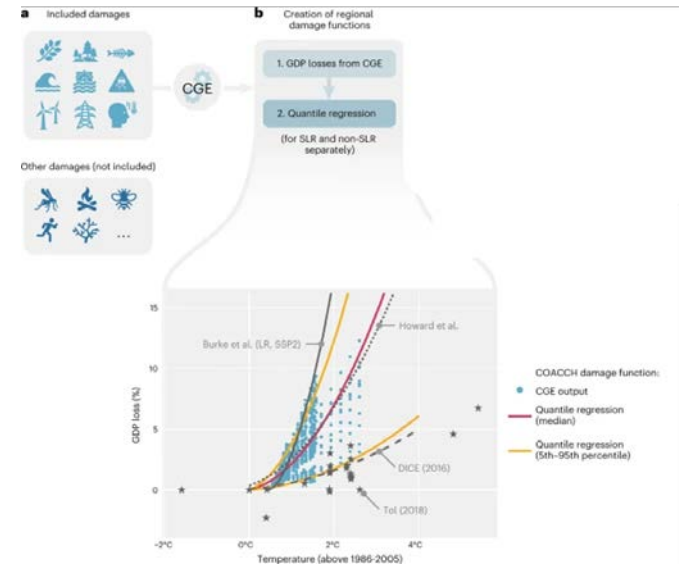 a Included damages
b Creation of regional
damage functions
1. GDP losses from CGE
CGE
2. Quantile regression
(for SLR and non-SLR
separately)
Other damages (not included)
...
15
10
5
0
GDP loss (%)
Burke et al. (LR, SSP2)
Howard et al.
DICE (2016)
Tol (2018)
−2°C
0°C
2°C
4°C
Temperature (above 1986-2005)
COACCH damage function:
CGE output
Quantile regression
(median)
Quantile regression
(5th–95th percentile)